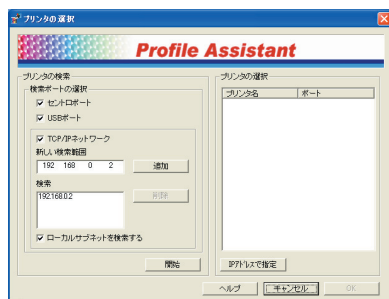 プリンタの選択
Profile Assistant
プリンタの検索
検索ポートの選択
セントロポート
USBポート
TCP/IPネットワーク
新しい検索範囲
192 168 0 2
追加
検索
192.168.0.2
削除
ローカルサブネットを検索する
開始
プリンタの選択
プリンタ名 ポート
IPアドレスで指定
ヘルプ キャンセル OK